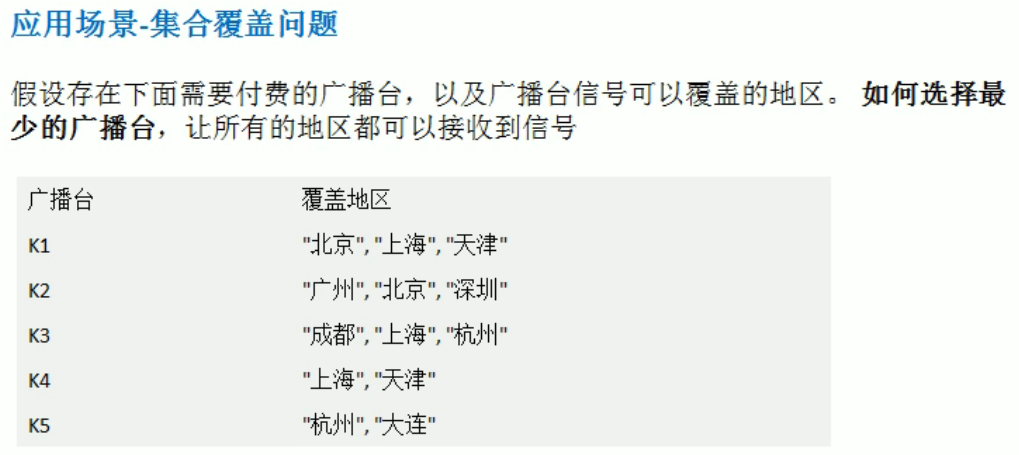 应用场景-集合覆盖问题
假设存在下面需要付费的广播台，以及广播台信号可以覆盖的地区。 如何选择最
少的广播台，让所有的地区都可以接收到信号
广播台 覆盖地区
K1 "北京", "上海", "天津"
K2 "广州", "北京", "深圳"
K3 "成都", "上海", "杭州"
K4 "上海", "天津"
K5 "杭州", "大连"